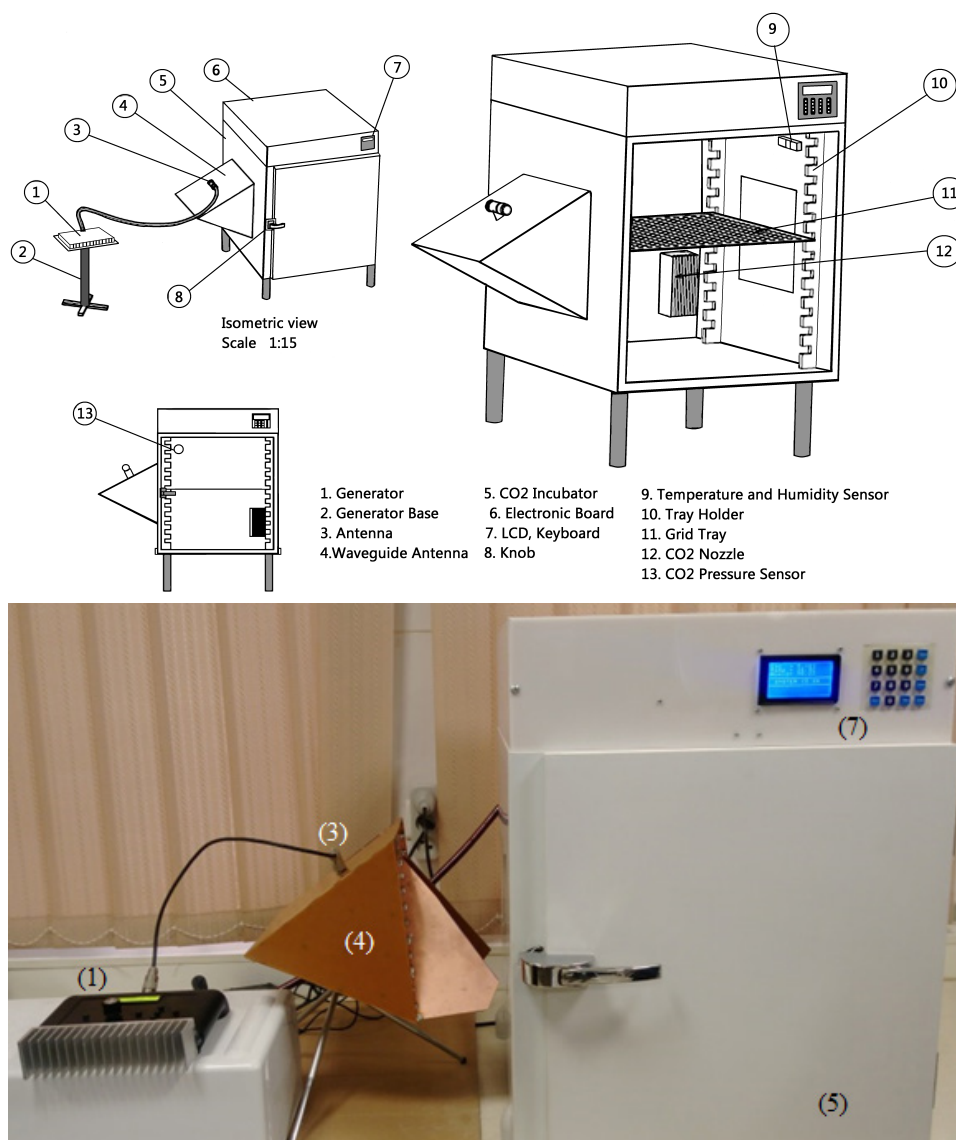 9
6
7
5
10
4
3
1
11
2
12
8
Isometric view
Scale 1:15
13
1. Generator
2. Generator Base
3. Antenna
4.Waveguide Antenna
5. CO2 Incubator
6. Electronic Board
7. LCD, Keyboard
8. Knob
9. Temperature and Humidity Sensor
10. Tray Holder
11. Grid Tray
12. CO2 Nozzle
13. CO2 Pressure Sensor
(7)
(3)
(4)
(1)
(5)